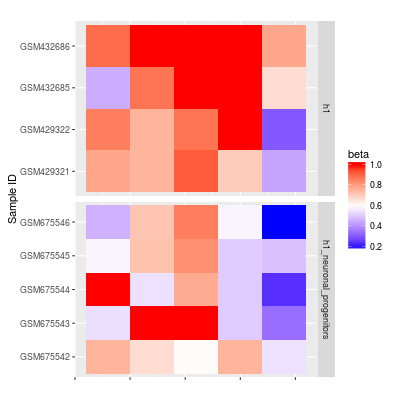 Sample ID
GSM432686
GSM432685
GSM429322
GSM429321
h1
GSM675546
GSM675545
GSM675544
GSM675543
GSM675542
h1_neuronal_progenitors
beta
1.0
0.8
0.6
0.4
0.2